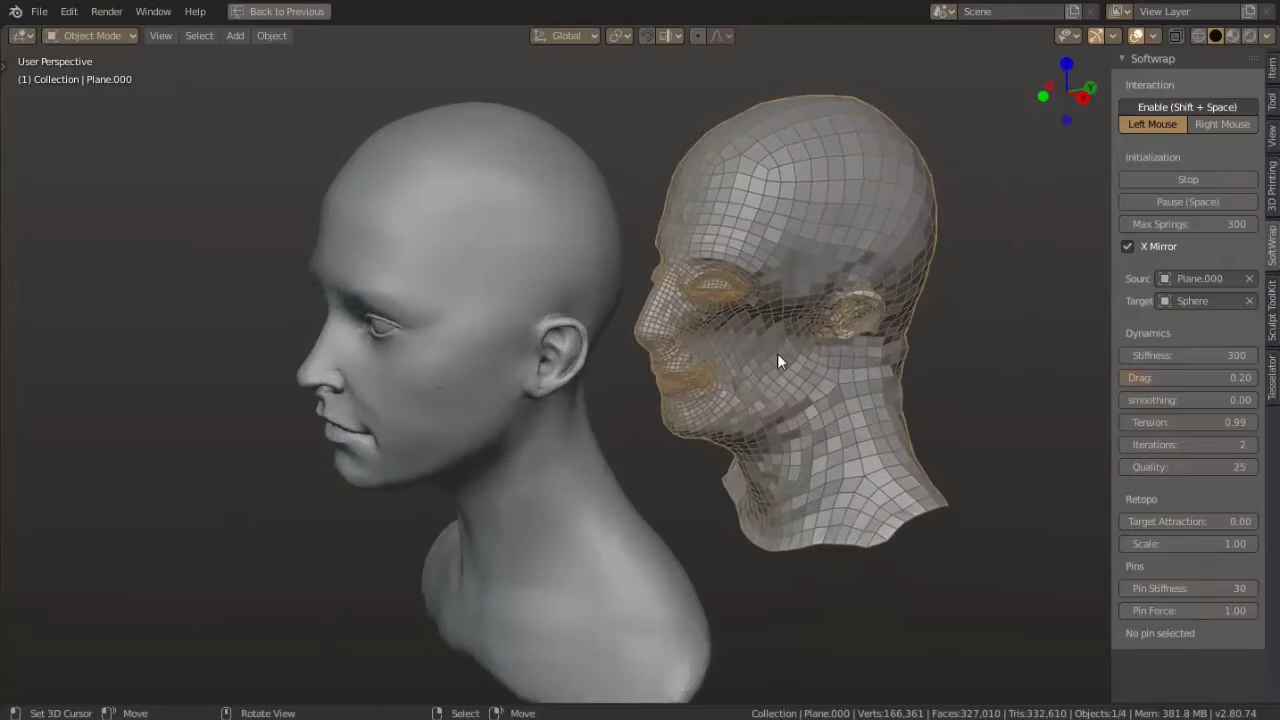 File Edit Render Window Help Back to Previous Scene View Layer
Object Mode View Select Add Object Global
User Perspective
(1) Collection | Plane.000
Softwrap
Interaction
Enable (Shift + Space)
Left Mouse Right Mouse
Initialization
Stop
Pause (Space)
Max Springs: 300
X Mirror
Sourc Plane.000
Target Sphere
Dynamics
Stiffness: 300
Drag: 0.20
smoothing: 0.00
Tension: 0.99
Iterations: 2
Quality: 25
Retopo
Target Attraction: 0.00
Scale: 1.00
Pins
Pin Stiffness: 30
Pin Force: 1.00
No pin selected
Item
Tool
View
3D Printing
SoftWrap
Sculpt ToolKit
Tesselator
Z
Y
X
Set 3D Cursor Move Rotate View Select Move Collection | Plane.000 | Verts:166,361 | Faces:327,010 | Tris:332,610 | Objects:1/4 | Mem: 381.8 MB | v2.80.74